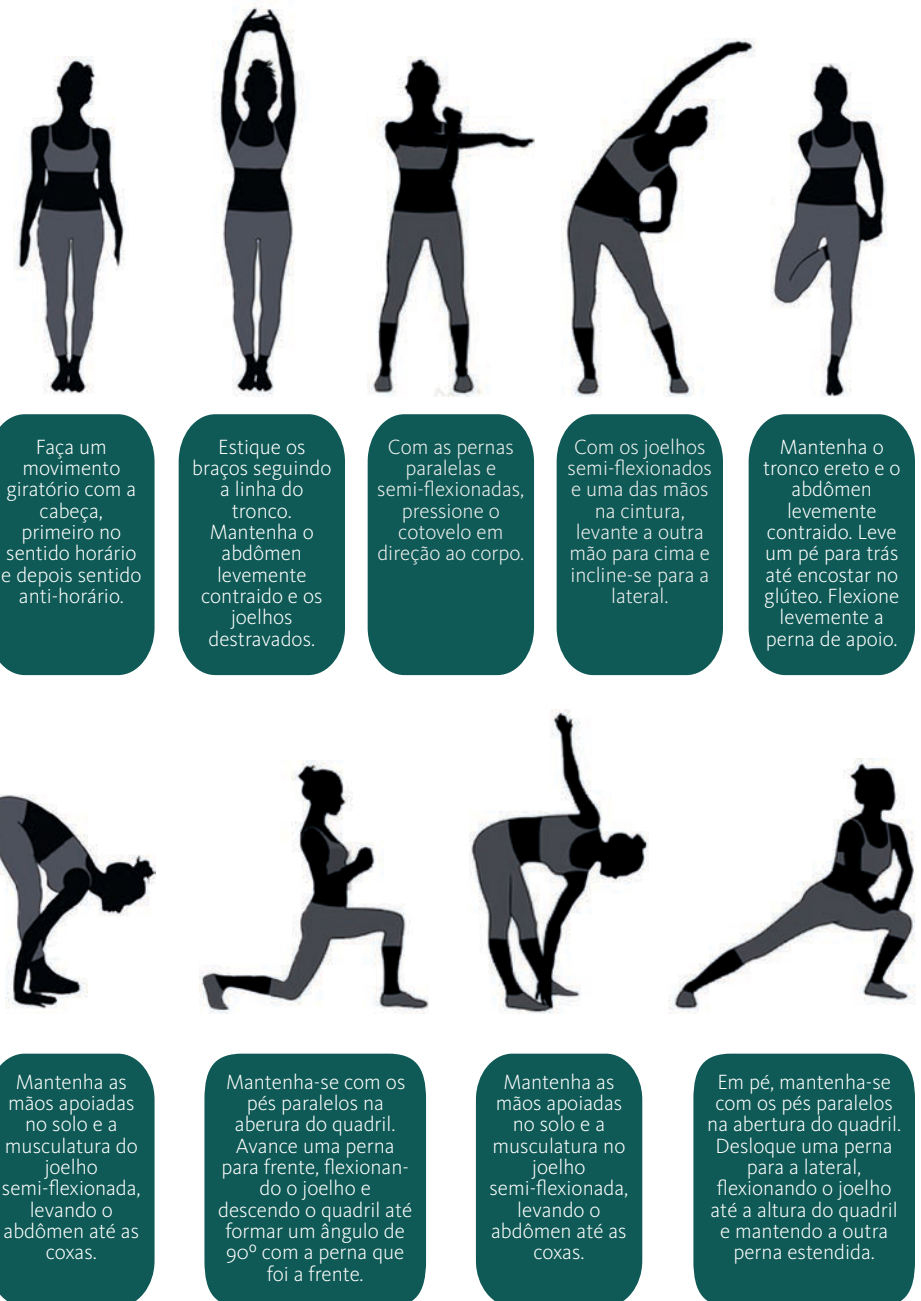 Faça um
movimento
giratório com a
cabeça,
primeiro no
sentido horário
e depois sentido
anti-horário.
Estique os
braços seguindo
a linha do
tronco.
Mantenha o
abdômen
levemente
contraido e os
joelhos
destravados.
Com as pernas
paralelas e
semi-flexionadas,
pressione o
cotovelo em
direção ao corpo.
Com os joelhos
semi-flexionados
e uma das mãos
na cintura,
levante a outra
mão para cima e
incline-se para a
lateral.
Mantenha o
tronco ereto e o
abdômen
levemente
contraido. Leve
um pé para trás
até encostar no
glúteo. Flexione
levemente a
perna de apoio.
Mantenha as
mãos apoiadas
no solo e a
musculatura do
joelho
semi-flexionada,
levando o
abdômen até as
coxas.
Mantenha-se com os
pés paralelos na
aberura do quadril.
Avance uma perna
para frente, flexionan-
do o joelho e
descendo o quadril até
formar um ângulo de
90º com a perna que
foi a frente.
Mantenha as
mãos apoiadas
no solo e a
musculatura no
joelho
semi-flexionada,
levando o
abdômen até as
coxas.
Em pé, mantenha-se
com os pés paralelos
na abertura do quadril.
Desloque uma perna
para a lateral,
flexionando o joelho
até a altura do quadril
e mantendo a outra
perna estendida.